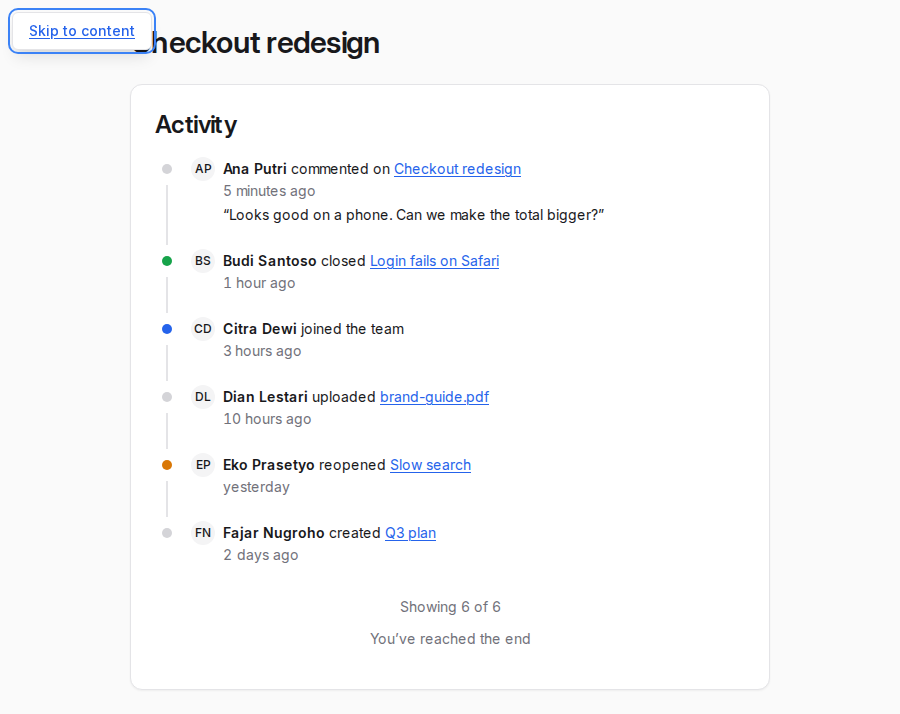 Skip to content
Checkout redesign
Activity
AP Ana Putri commented on Checkout redesign
5 minutes ago
“Looks good on a phone. Can we make the total bigger?”
BS Budi Santoso closed Login fails on Safari
1 hour ago
CD Citra Dewi joined the team
3 hours ago
DL Dian Lestari uploaded brand-guide.pdf
10 hours ago
EP Eko Prasetyo reopened Slow search
yesterday
FN Fajar Nugroho created Q3 plan
2 days ago
Showing 6 of 6
You’ve reached the end